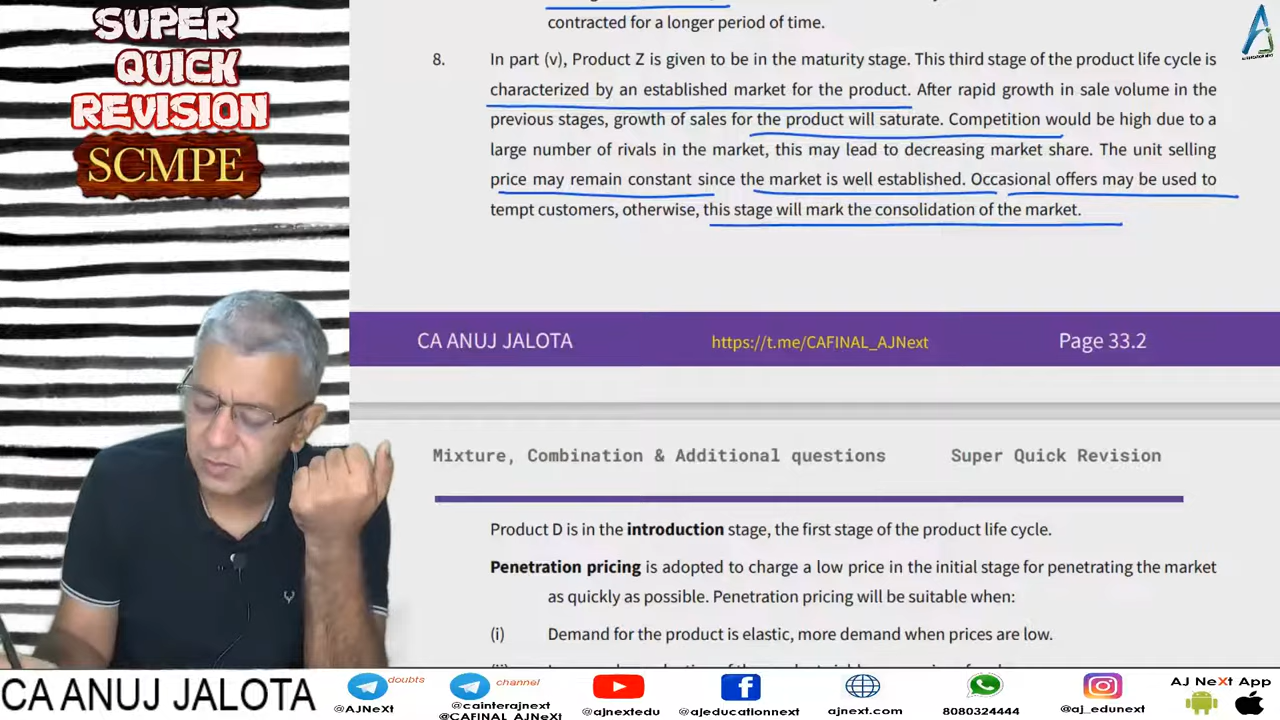 SUPER
QUICK
REVISION
SCMPE
contracted for a longer period of time.
8. In part (v), Product Z is given to be in the maturity stage. This third stage of the product life cycle is
characterized by an established market for the product. After rapid growth in sale volume in the
previous stages, growth of sales for the product will saturate. Competition would be high due to a
large number of rivals in the market, this may lead to decreasing market share. The unit selling
price may remain constant since the market is well established. Occasional offers may be used to
tempt customers, otherwise, this stage will mark the consolidation of the market.
CA ANUJ JALOTA https://t.me/CAFINAL_AJNext Page 33.2
Mixture, Combination & Additional questions Super Quick Revision
Product D is in the introduction stage, the first stage of the product life cycle.
Penetration pricing is adopted to charge a low price in the initial stage for penetrating the market
as quickly as possible. Penetration pricing will be suitable when:
(i) Demand for the product is elastic, more demand when prices are low.
CA ANUJ JALOTA
doubts
@AJNeXt
channel
@cainterajnext
@CAFINAL_AJNeXt
@ajnextedu
@ajeducationnext
ajnext.com
8080324444
@aj_edunext
AJ NeXt App